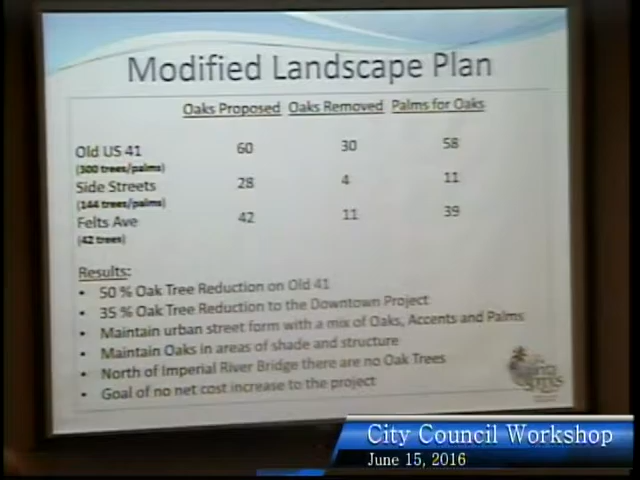 Modified Landscape Plan
Oaks Proposed Oaks Removed Palms for Oaks
Old US 41 60 30 58
(300 trees/palms)
Side Streets 28 4 11
(144 trees/palms)
Felts Ave 42 11 39
(42 trees)
Results:
• 50 % Oak Tree Reduction on Old 41
• 35 % Oak Tree Reduction to the Downtown Project
• Maintain urban street form with a mix of Oaks, Accents and Palms
• Maintain Oaks in areas of shade and structure
• North of Imperial River Bridge there are no Oak Trees
• Goal of no net cost increase to the project
City Council Workshop
June 15, 2016